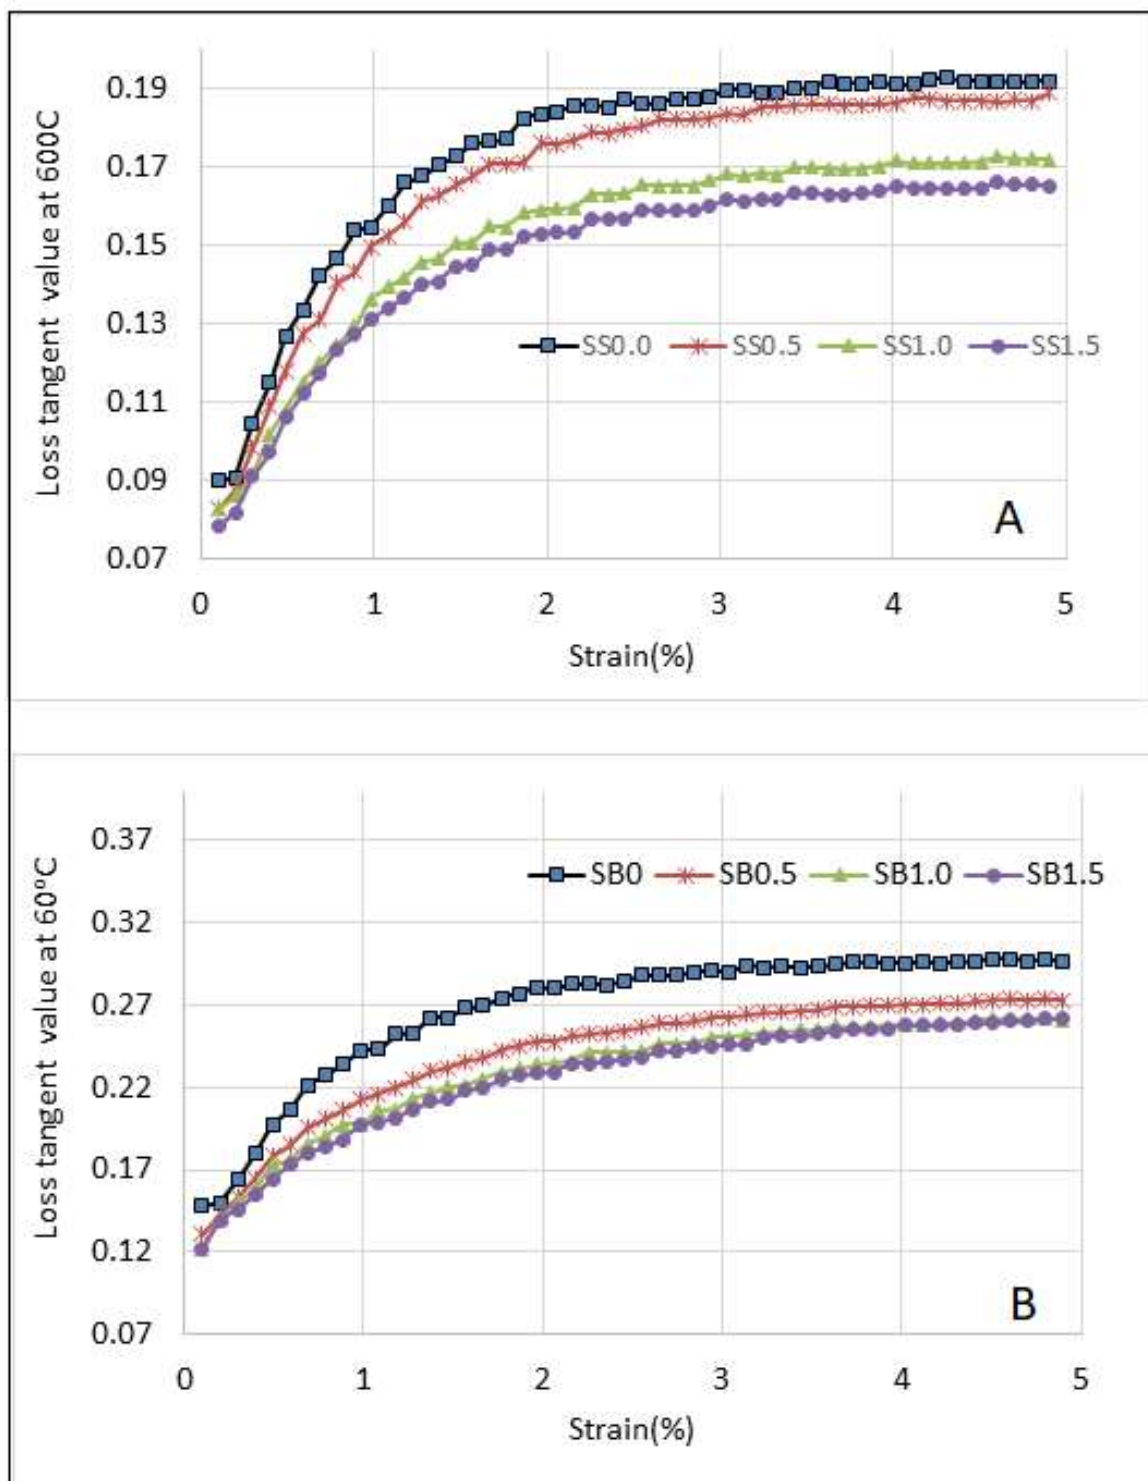 Loss tangent value at 600C
0.19
0.17
0.15
0.13
0.11
0.09
0.07
SS0.0 SS0.5 SS1.0 SS1.5
A
0 1 2 3 4 5
Strain(%)
Loss tangent value at 60ºC
0.37
0.32
0.27
0.22
0.17
0.12
0.07
SB0 SB0.5 SB1.0 SB1.5
B
0 1 2 3 4 5
Strain(%)